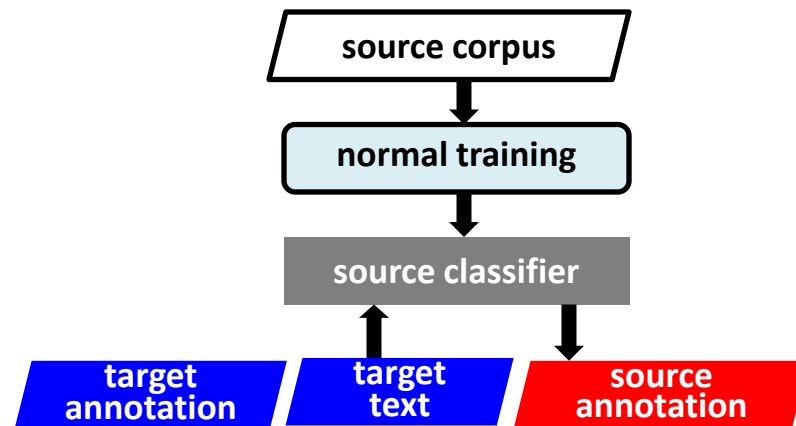 source corpus
normal training
source classifier
target
annotation
target
text
source
annotation